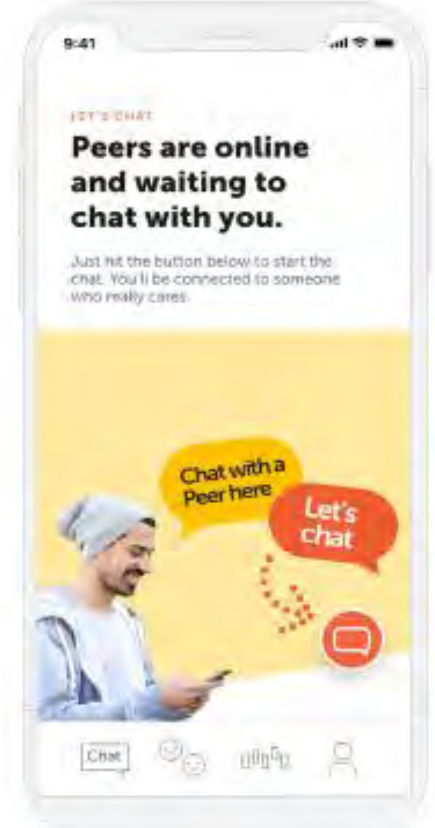 9:41
LET'S CHAT
Peers are online
and waiting to
chat with you.
Just hit the button below to start the
chat. You'll be connected to someone
who really cares.
Chat with a
Peer here
Let's
chat
Chat